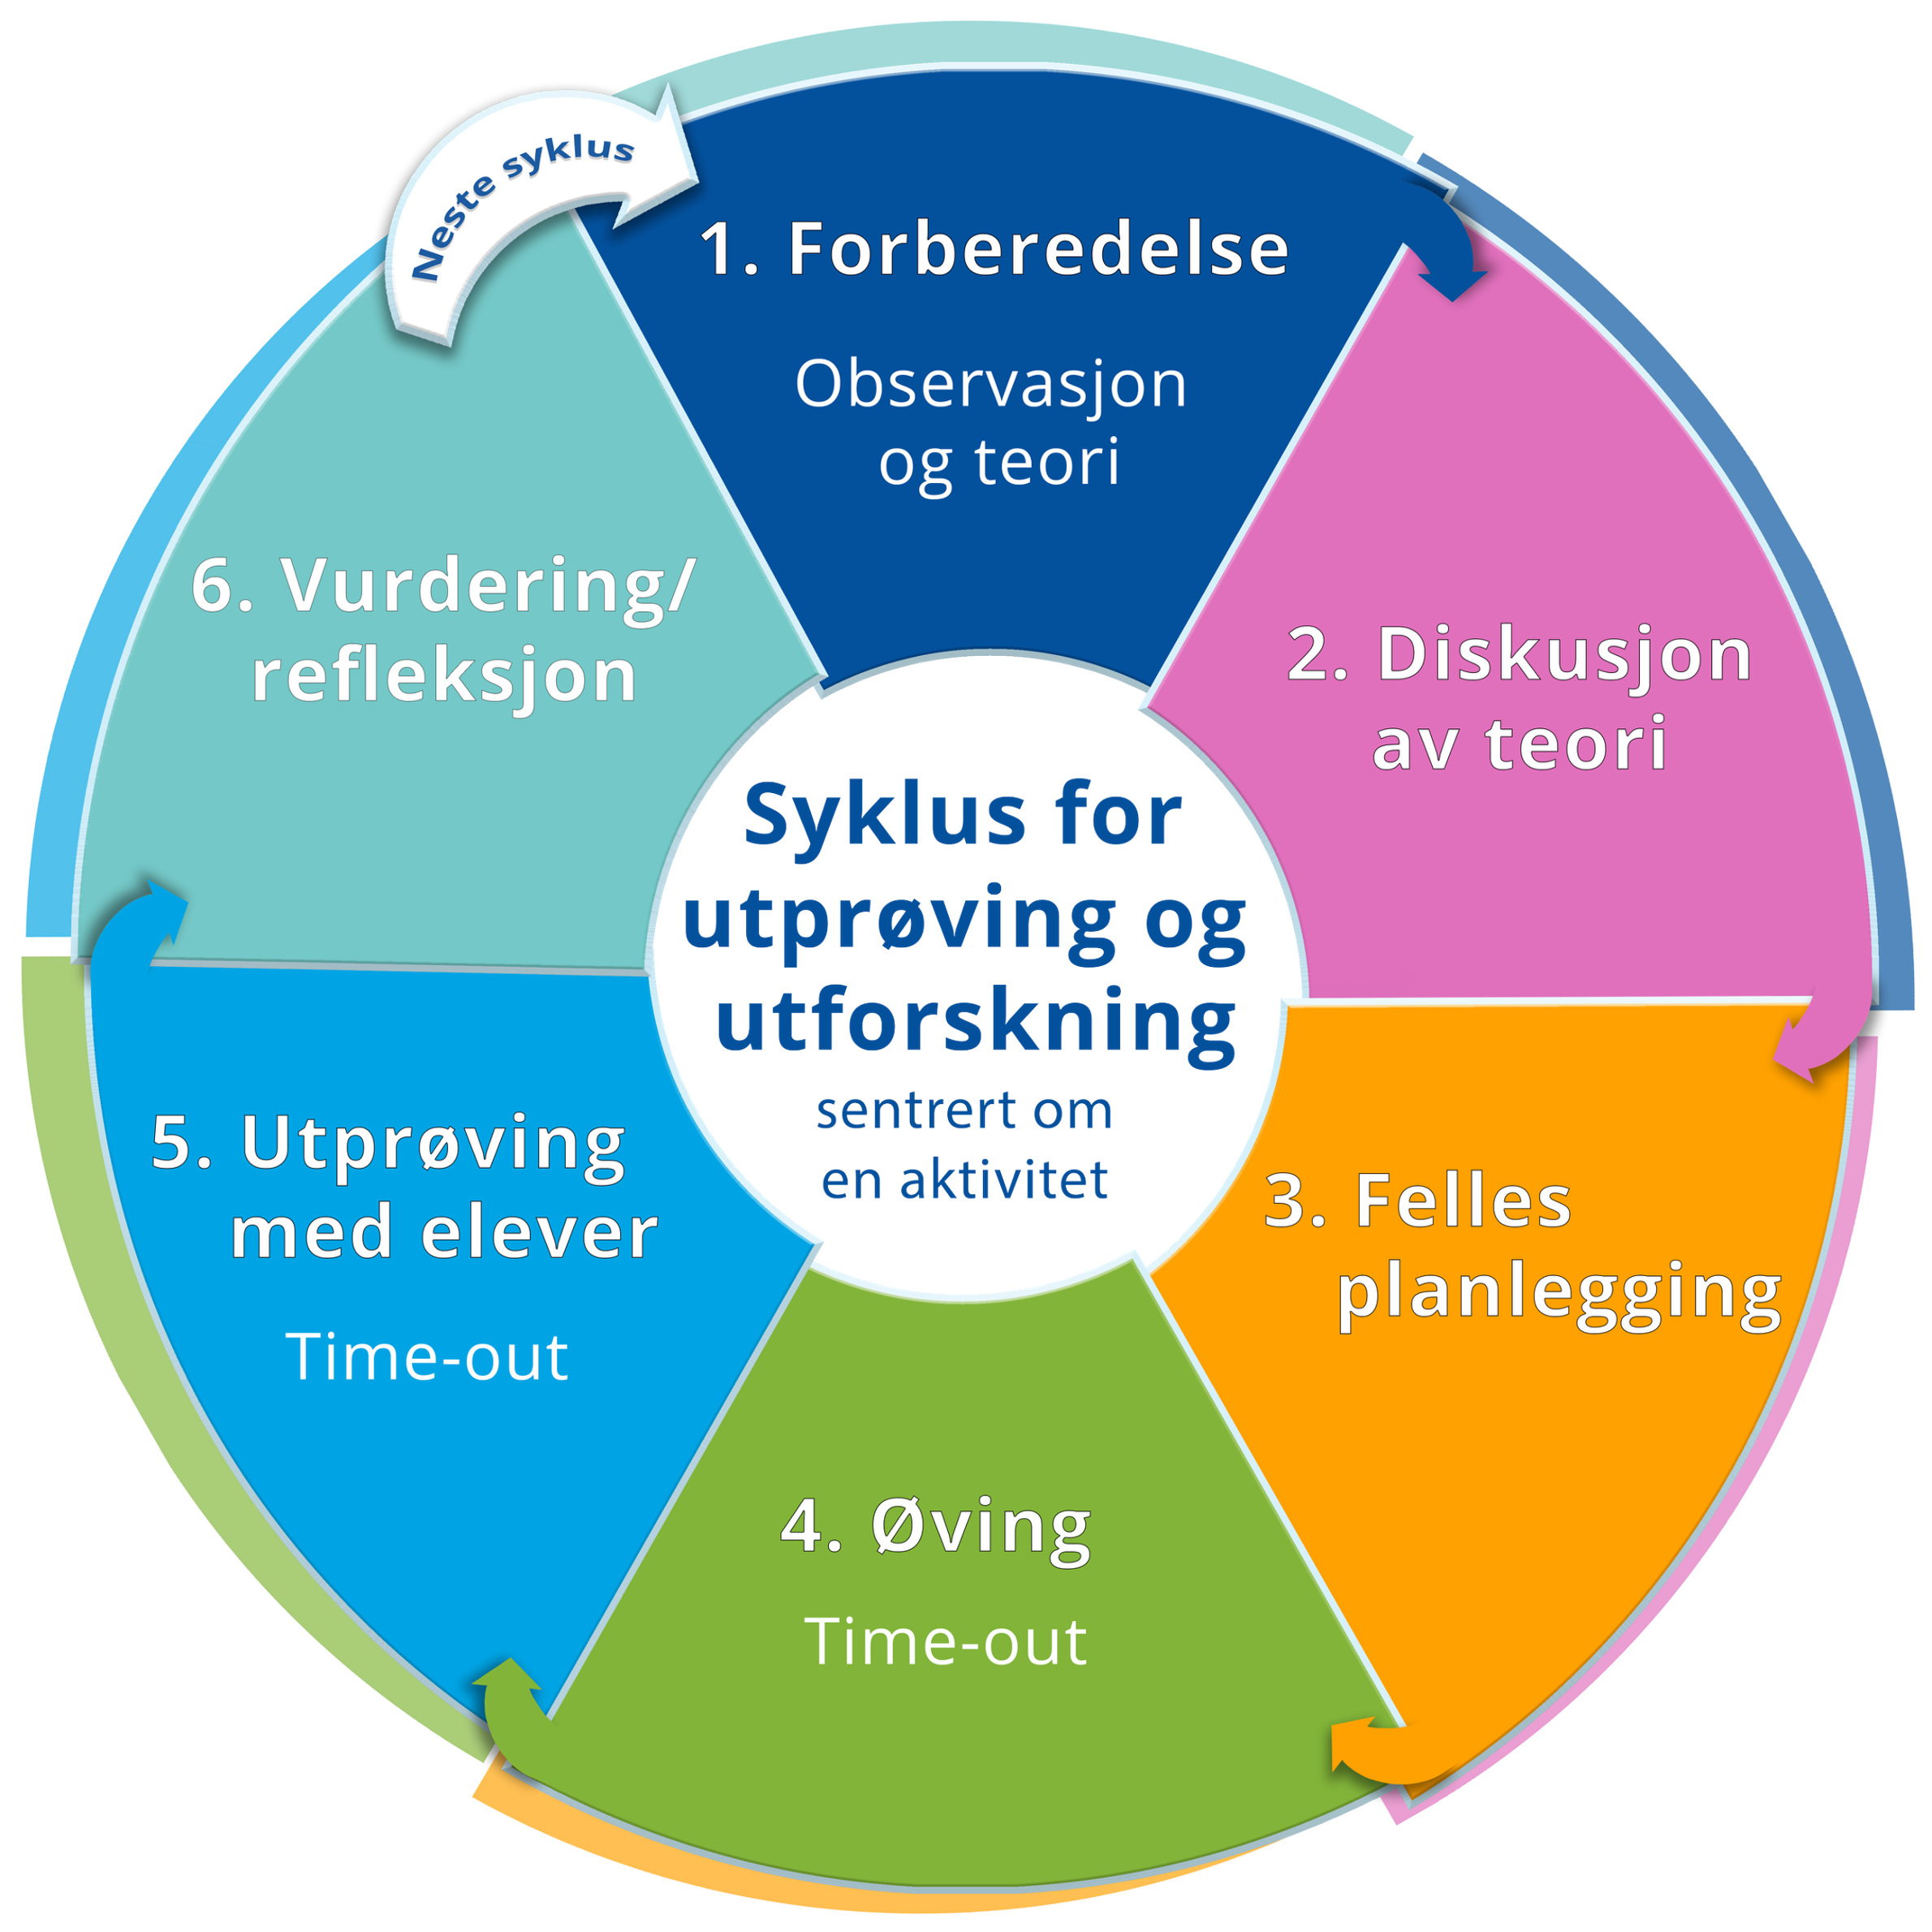 Neste syklus
1. Forberedelse
Observasjon
og teori
2. Diskusjon
av teori
3. Felles
planlegging
4. Øving
Time-out
5. Utprøving
med elever
Time-out
6. Vurdering/
refleksjon
Syklus for
utprøving og
utforskning
sentrert om
en aktivitet